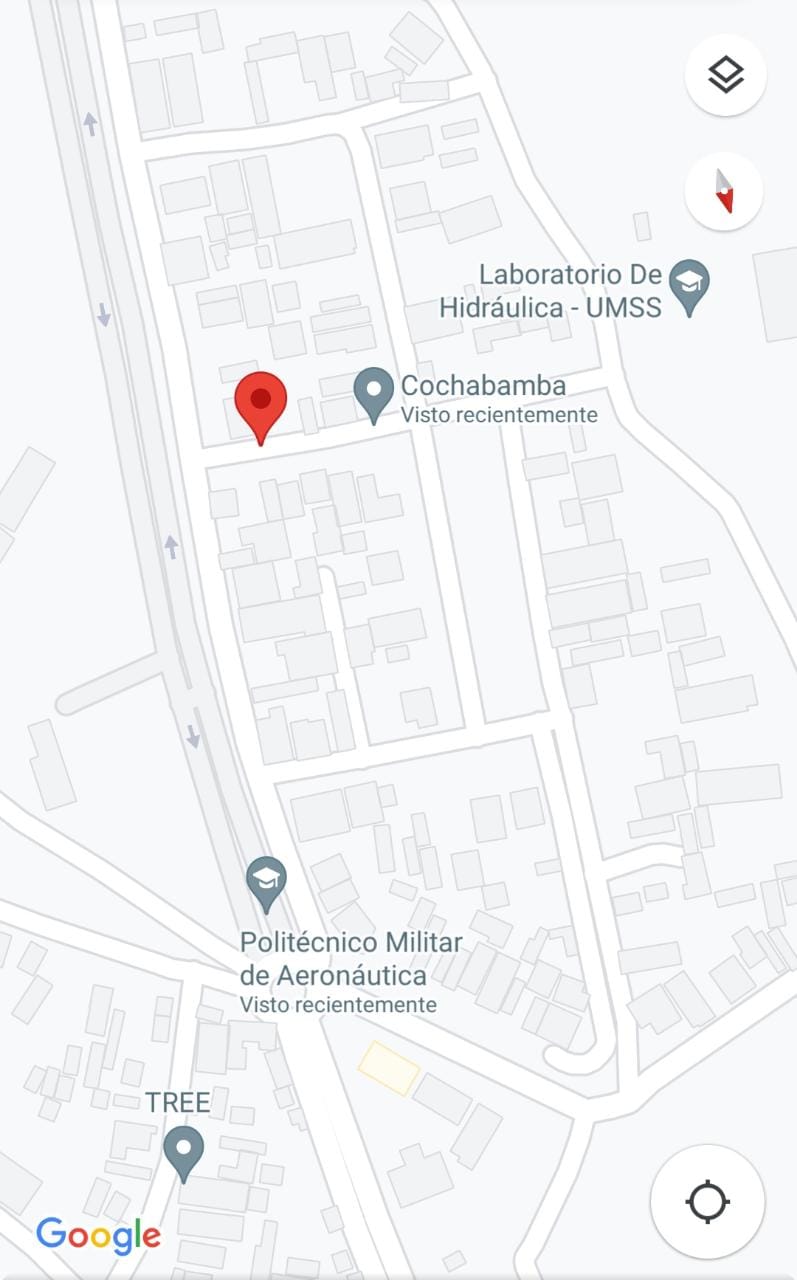 Laboratorio De
Hidráulica - UMSS
Cochabamba
Visto recientemente
Politécnico Militar
de Aeronáutica
Visto recientemente
TREE
Google